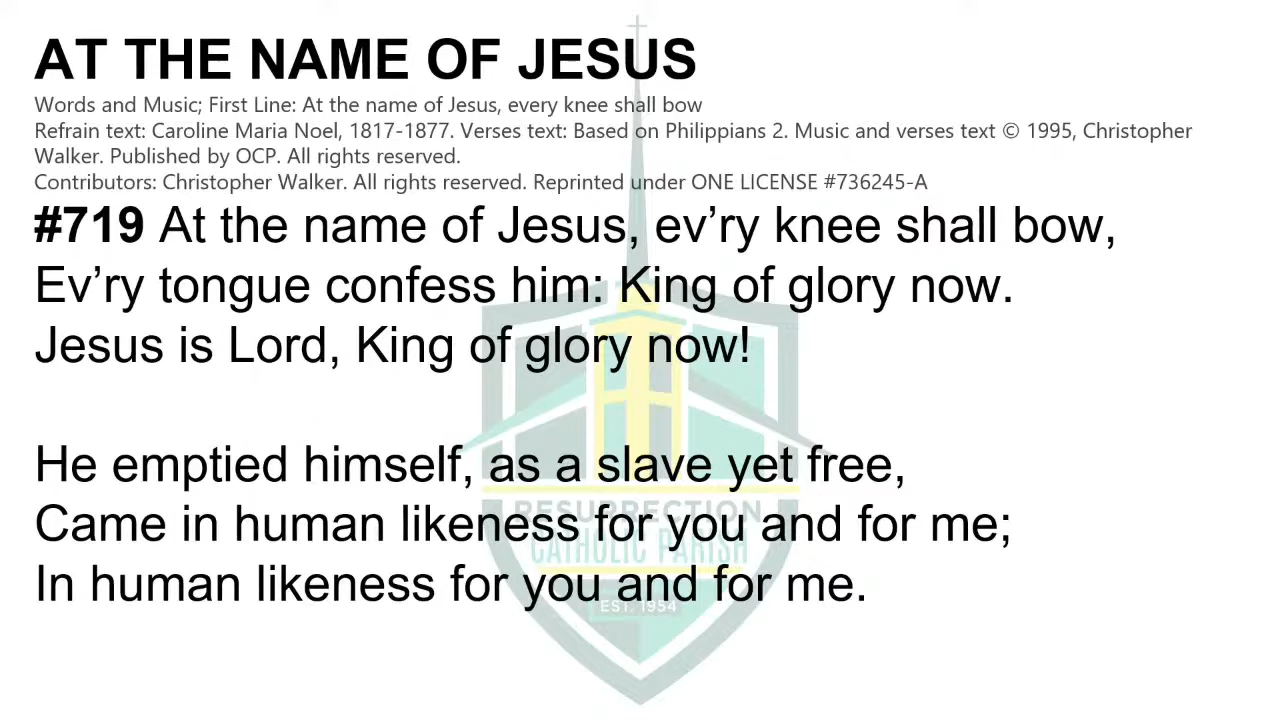 AT THE NAME OF JESUS
Words and Music; First Line: At the name of Jesus, every knee shall bow
Refrain text: Caroline Maria Noel, 1817-1877. Verses text: Based on Philippians 2. Music and verses text © 1995, Christopher
Walker. Published by OCP. All rights reserved.
Contributors: Christopher Walker. All rights reserved. Reprinted under ONE LICENSE #736245-A
#719 At the name of Jesus, ev’ry knee shall bow,
Ev’ry tongue confess him: King of glory now.
Jesus is Lord, King of glory now!
He emptied himself, as a slave yet free,
RESURRECTION
Came in human likeness for you and for me;
CATHOLIC PARISH
In human likeness for you and for me.
EST. 1954